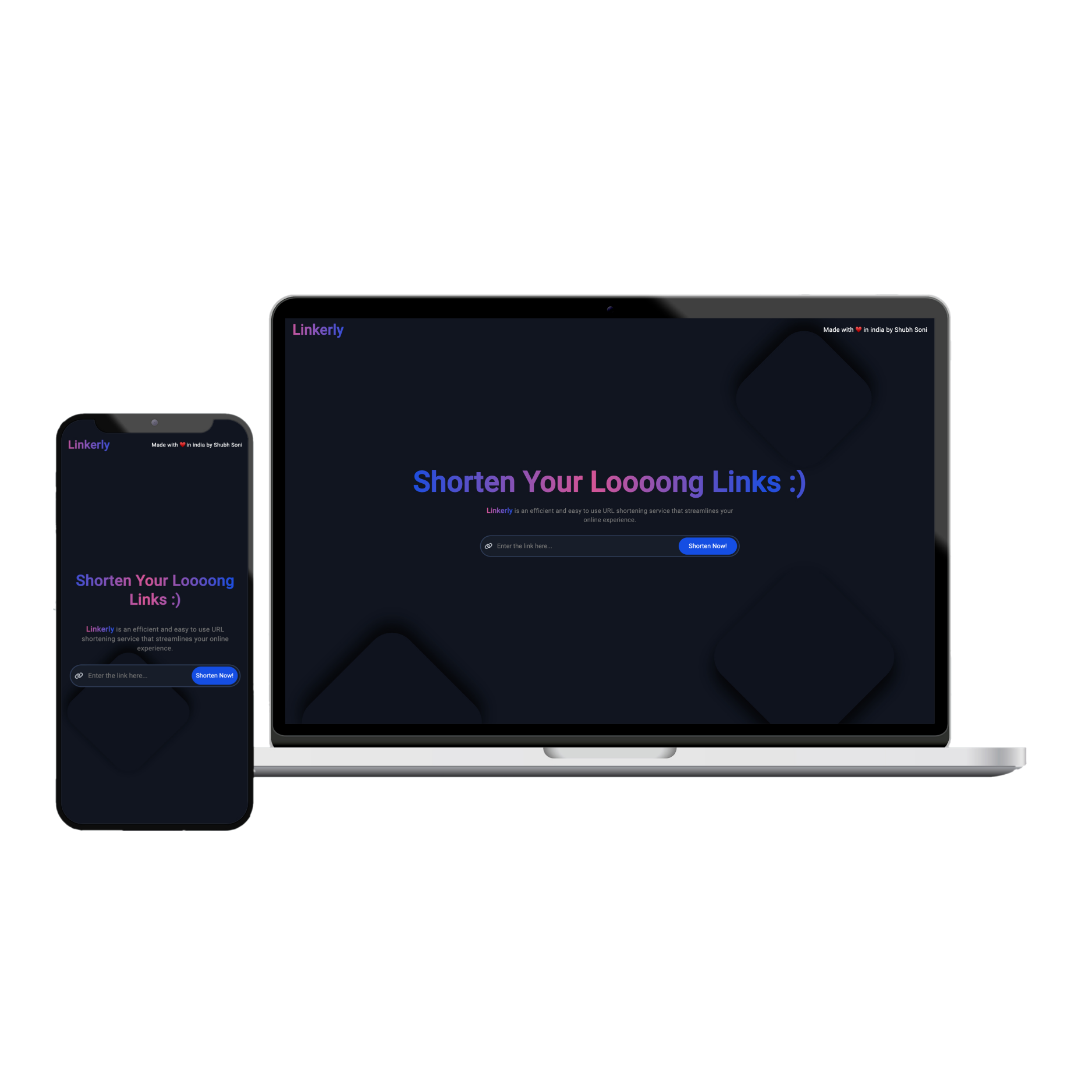 Linkerly
Made with ❤️ in india by Shubh Soni
Shorten Your Loooong Links :)
Linkerly is an efficient and easy to use URL shortening service that streamlines your
online experience.
Enter the link here...
Shorten Now!
Linkerly
Made with ❤️ in india by Shubh Soni
Shorten Your Loooong
Links :)
Linkerly is an efficient and easy to use URL
shortening service that streamlines your online
experience.
Enter the link here...
Shorten Now!